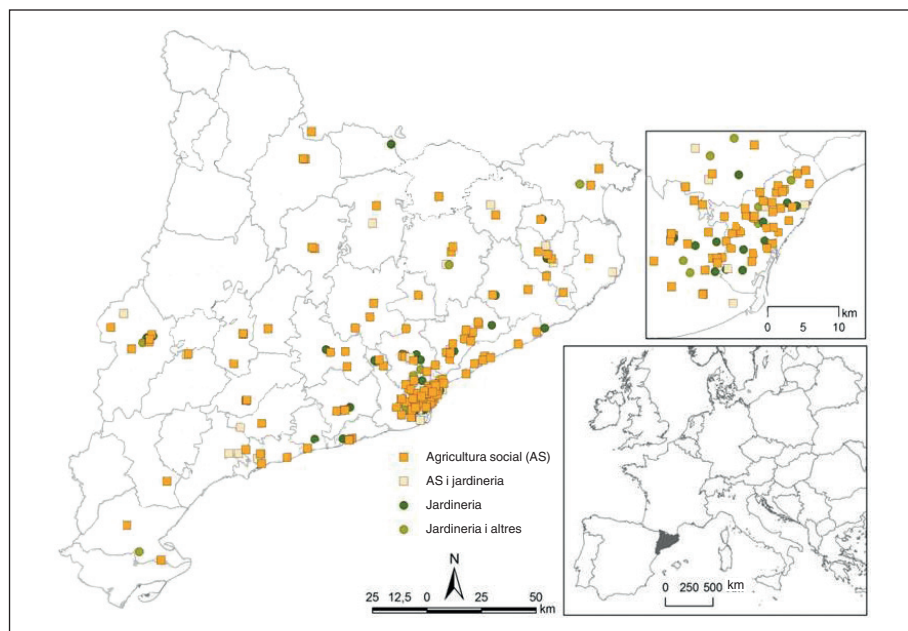 km
0 5 10
Agricultura social (AS)
AS i jardineria
Jardineria
Jardineria i altres
N
25 12,5 0 25 50
km
0 250 500 km